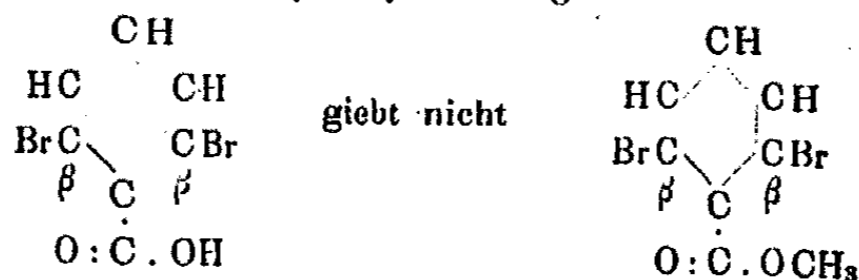 CH CH
HC CH HC CH
giebt nicht
BrC CBr BrC CBr
β β β β
C C
O:C.OH O:C.OCH₃